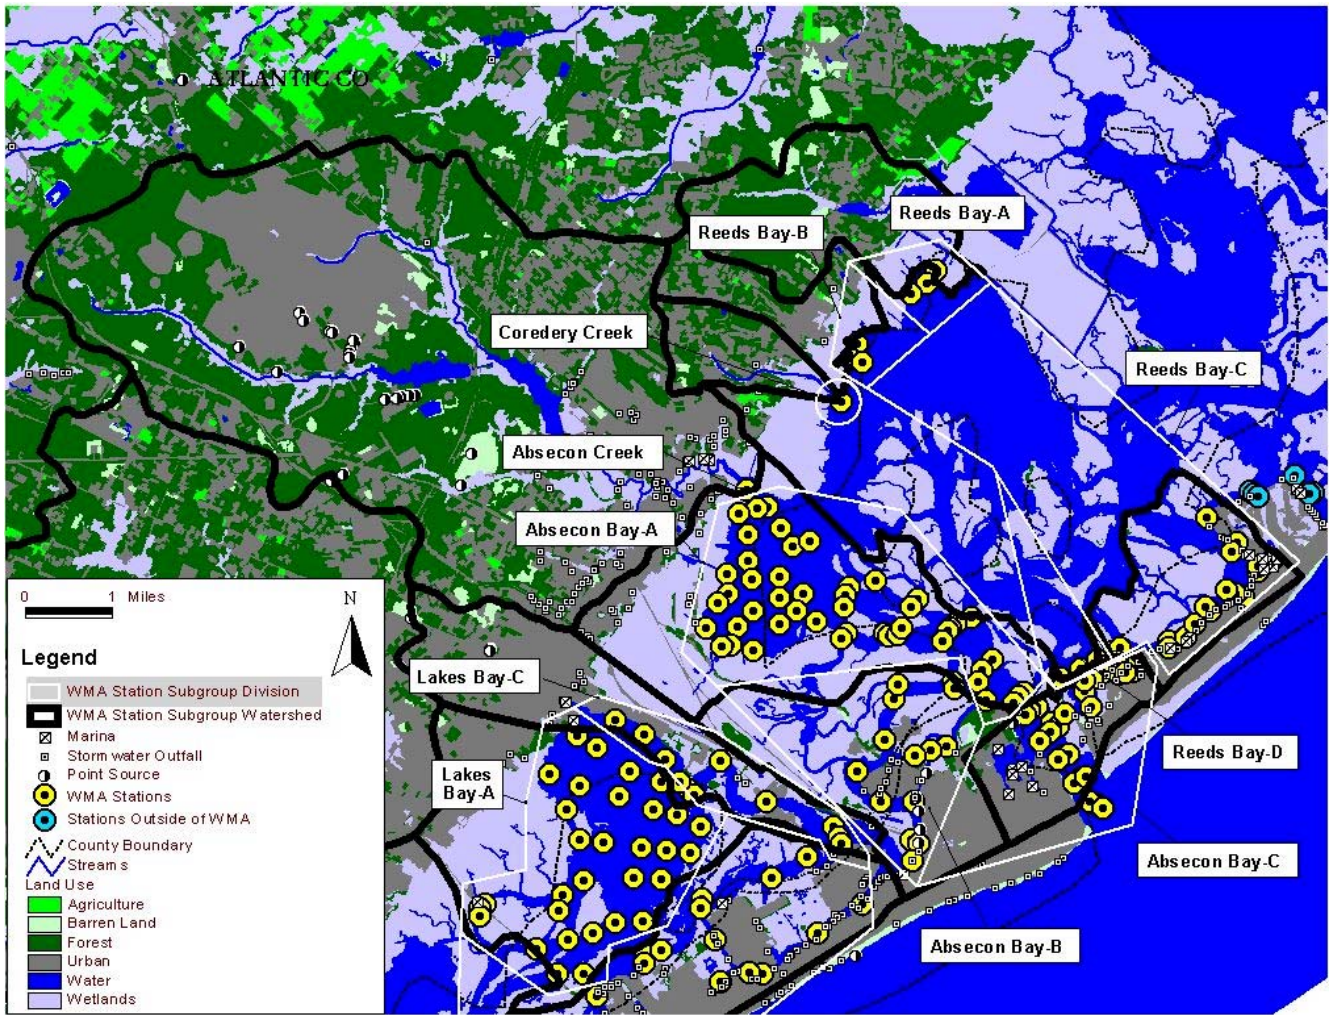 ATLANTIC CO
Reeds Bay-A
Reeds Bay-B
Coredery Creek
Reeds Bay-C
Absecon Creek
Absecon Bay-A
0 1 Miles
N
Legend
WMA Station Subgroup Division
WMA Station Subgroup Watershed
Marina
Stormwater Outfall
Point Source
WMA Stations
Stations Outside of WMA
County Boundary
Streams
Land Use
Agriculture
Barren Land
Forest
Urban
Water
Wetlands
Lakes Bay-C
Lakes
Bay-A
Reeds Bay-D
Absecon Bay-C
Absecon Bay-B